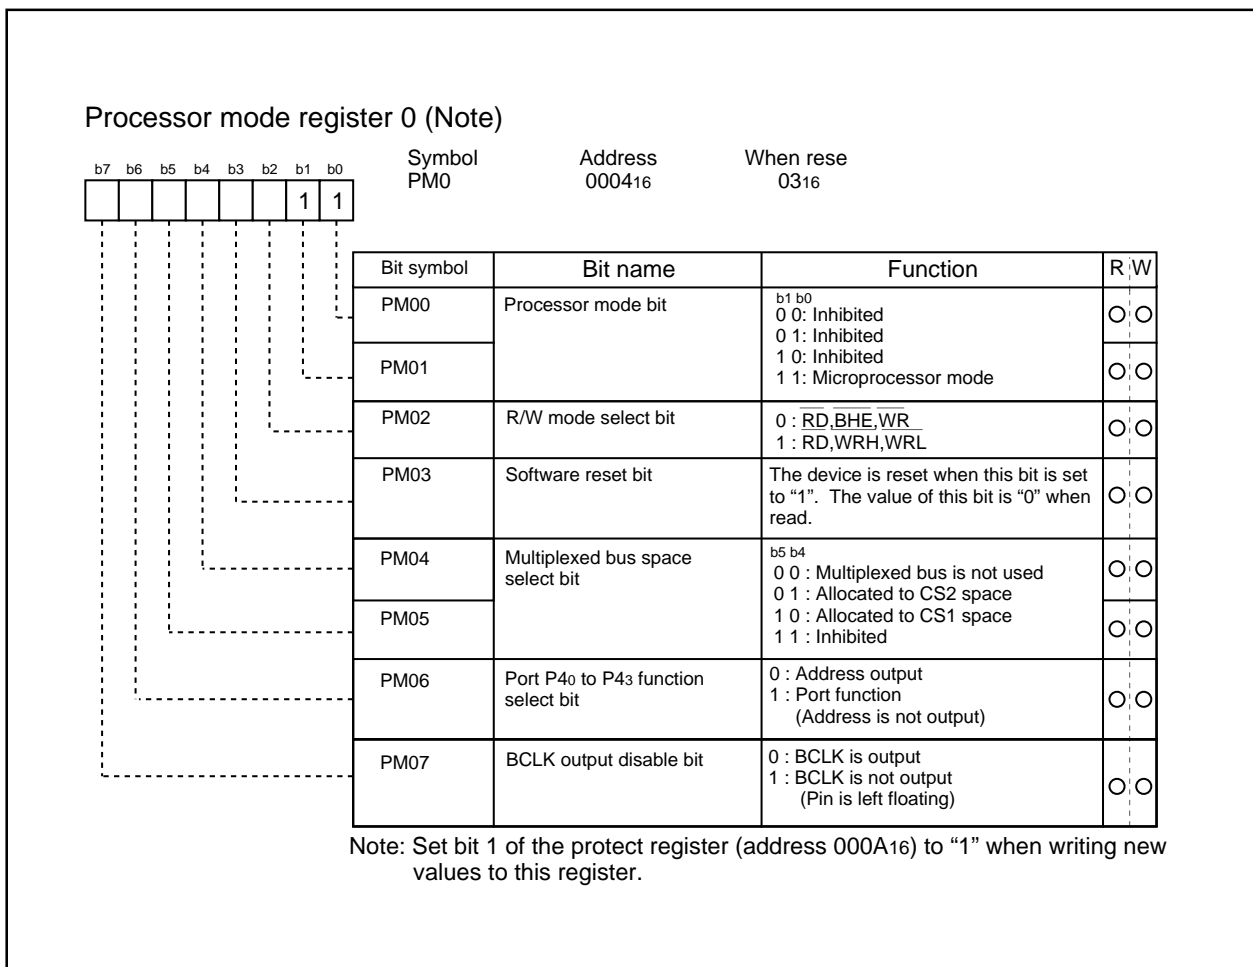 Processor mode register 0 (Note)
Symbol Address When rese
PM0 000416 0316
b7 b6 b5 b4 b3 b2 b1 b0
1 1
Bit symbol Bit name Function R W
PM00 Processor mode bit
b1 b0
0 0: Inhibited
0 1: Inhibited
1 0: Inhibited
1 1: Microprocessor mode
PM01
PM02 R/W mode select bit
0 : RD,BHE,WR
1 : RD,WRH,WRL
PM03 Software reset bit
The device is reset when this bit is set
to “1”. The value of this bit is “0” when
read.
PM04 Multiplexed bus space
select bit
b5 b4
0 0 : Multiplexed bus is not used
0 1 : Allocated to CS2 space
1 0 : Allocated to CS1 space
1 1 : Inhibited
PM05
PM06 Port P40 to P43 function
select bit
0 : Address output
1 : Port function
(Address is not output)
PM07 BCLK output disable bit
0 : BCLK is output
1 : BCLK is not output
(Pin is left floating)
Note: Set bit 1 of the protect register (address 000A16) to “1” when writing new
values to this register.